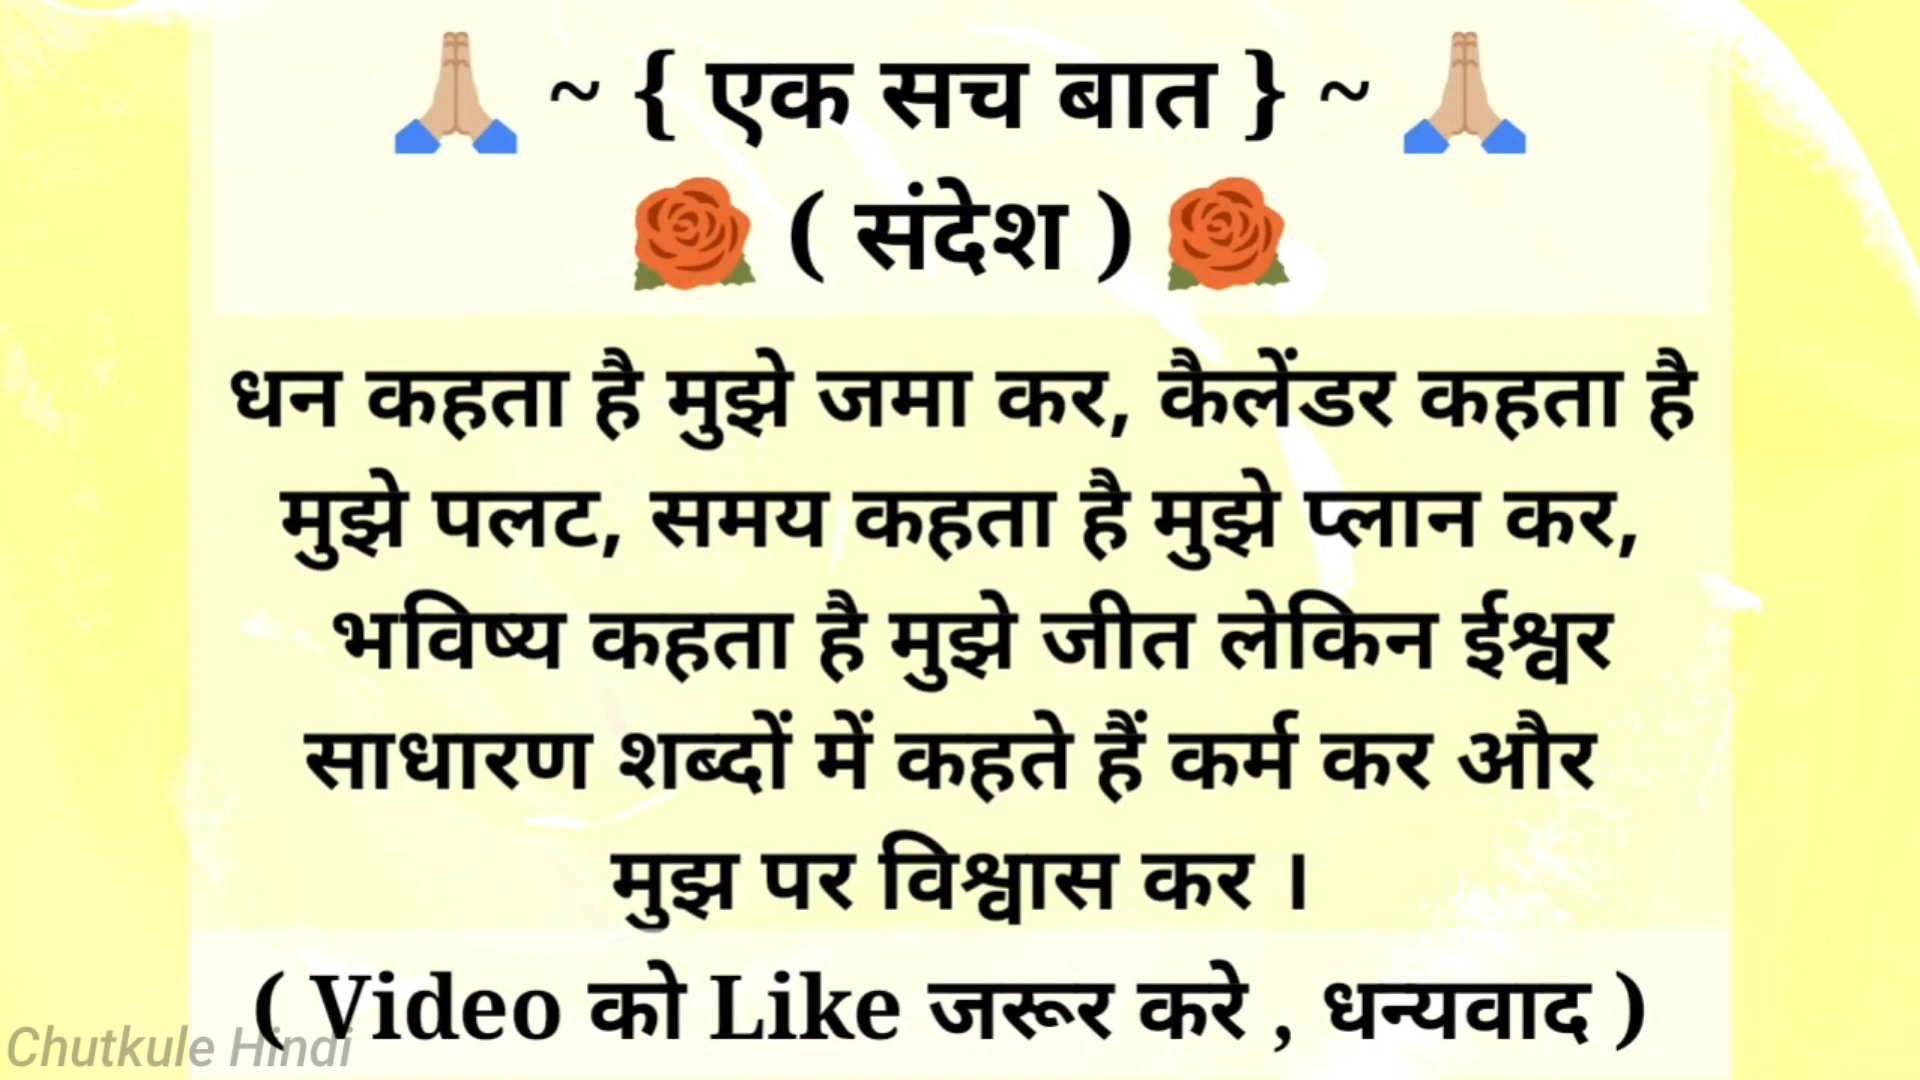 🙏🏼 ~ { एक सच बात } ~ 🙏🏼
🌹 ( संदेश ) 🌹
धन कहता है मुझे जमा कर, कैलेंडर कहता है
मुझे पलट, समय कहता है मुझे प्लान कर,
भविष्य कहता है मुझे जीत लेकिन ईश्वर
साधारण शब्दों में कहते हैं कर्म कर और
मुझ पर विश्वास कर ।
( Video को Like जरूर करे , धन्यवाद )
Chutkule Hindi